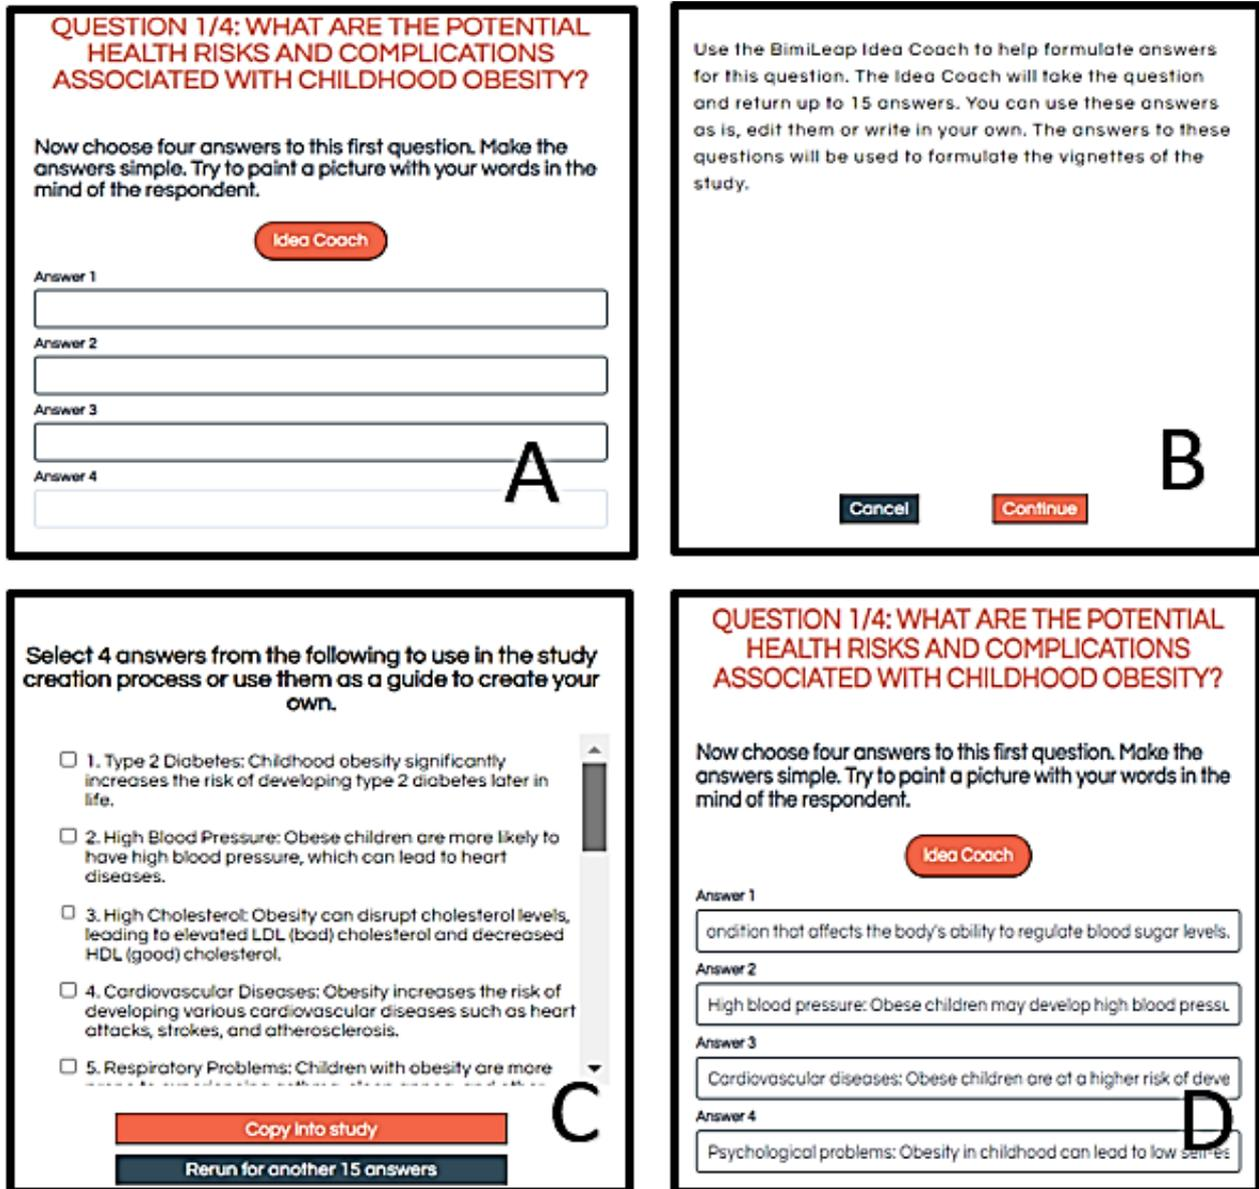 QUESTION 1/4: WHAT ARE THE POTENTIAL
HEALTH RISKS AND COMPLICATIONS
ASSOCIATED WITH CHILDHOOD OBESITY?
Now choose four answers to this first question. Make the
answers simple. Try to paint a picture with your words in the
mind of the respondent.
Idea Coach
Answer 1
Answer 2
Answer 3
Answer 4
A
Use the BimiLeap Idea Coach to help formulate answers
for this question. The Idea Coach will take the question
and return up to 15 answers. You can use these answers
as is, edit them or write in your own. The answers to these
questions will be used to formulate the vignettes of the
study.
B
Cancel
Continue
Select 4 answers from the following to use in the study
creation process or use them as a guide to create your
own.
1. Type 2 Diabetes: Childhood obesity significantly
increases the risk of developing type 2 diabetes later in
life.
2. High Blood Pressure: Obese children are more likely to
have high blood pressure, which can lead to heart
diseases.
3. High Cholesterol: Obesity can disrupt cholesterol levels,
leading to elevated LDL (bad) cholesterol and decreased
HDL (good) cholesterol.
4. Cardiovascular Diseases: Obesity increases the risk of
developing various cardiovascular diseases such as heart
attacks, strokes, and atherosclerosis.
5. Respiratory Problems: Children with obesity are more
C
Copy into study
Rerun for another 15 answers
QUESTION 1/4: WHAT ARE THE POTENTIAL
HEALTH RISKS AND COMPLICATIONS
ASSOCIATED WITH CHILDHOOD OBESITY?
Now choose four answers to this first question. Make the
answers simple. Try to paint a picture with your words in the
mind of the respondent.
Idea Coach
Answer 1
ondition that affects the body's ability to regulate blood sugar levels.
Answer 2
High blood pressure: Obese children may develop high blood pressu
Answer 3
Cardiovascular diseases: Obese children are at a higher risk of deve
Answer 4
Psychological problems: Obesity in childhood can lead to low self-es
D